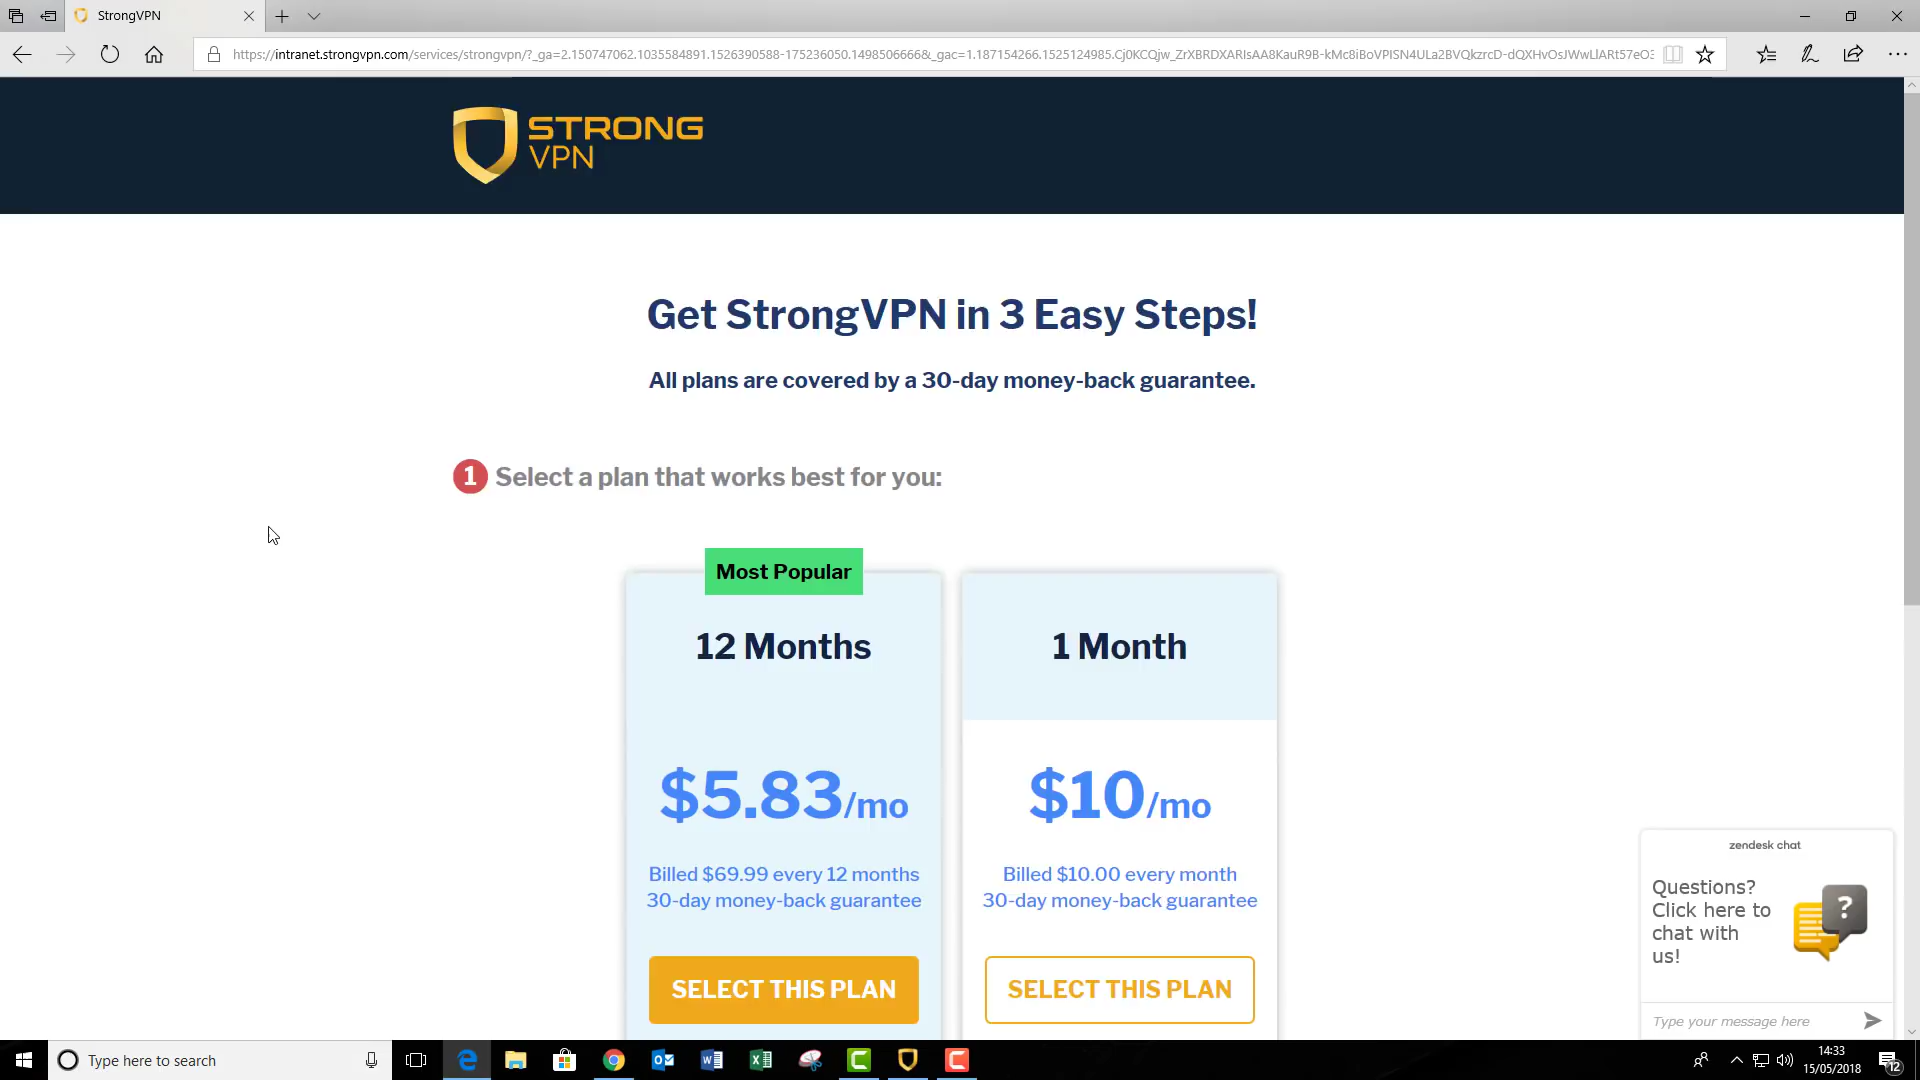 StrongVPN
https://intranet.strongvpn.com/services/strongvpn/?_ga=2.150747062.1035584891.1526390588-175236050.1498506666&_gac=1.187154266.1525124985.Cj0KCQjw_ZrXBRDXARIsAA8KauR9B-kMc8iBoVPISN4ULa2BVQkzrcD-dQXHvOsJWwLlARt57eO3
STRONG
VPN
Get StrongVPN in 3 Easy Steps!
All plans are covered by a 30-day money-back guarantee.
1 Select a plan that works best for you:
Most Popular
12 Months
$5.83/mo
Billed $69.99 every 12 months
30-day money-back guarantee
SELECT THIS PLAN
1 Month
$10/mo
Billed $10.00 every month
30-day money-back guarantee
SELECT THIS PLAN
zendesk chat
Questions?
Click here to
chat with
us!
?
Type your message here
Type here to search
14:33
15/05/2018
12